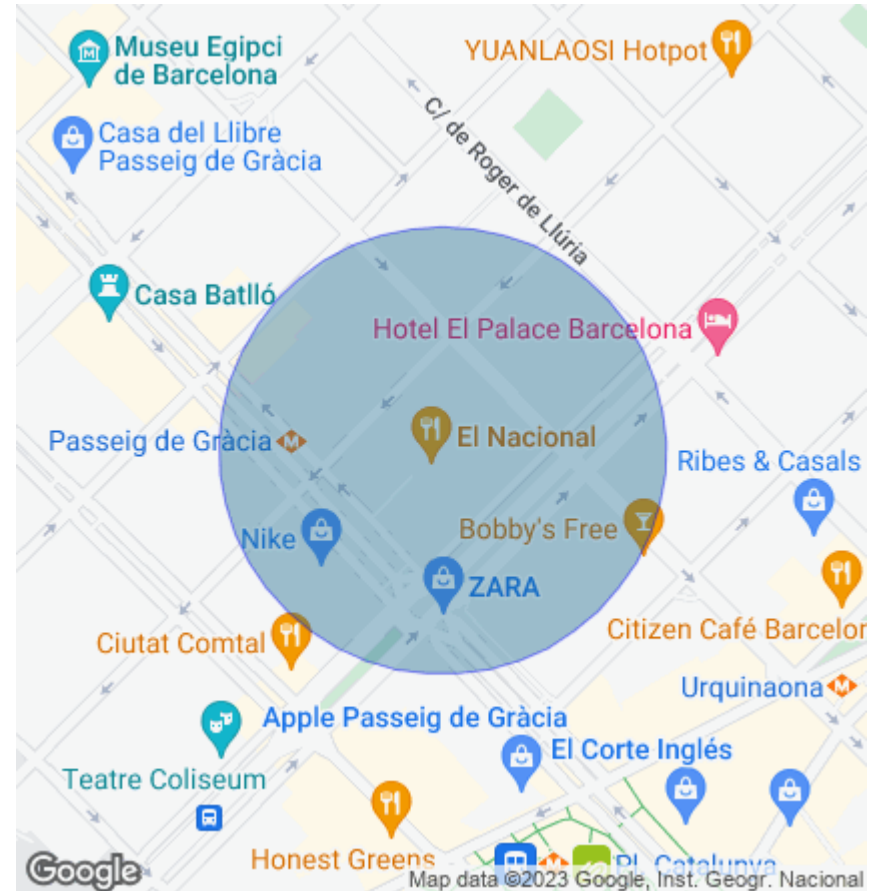 Museu Egipci
de Barcelona
YUANLAOSI Hotpot
Casa del Llibre
Passeig de Gràcia
C/ de Roger de Llúria
Casa Batlló
Hotel El Palace Barcelona
Passeig de Gràcia
El Nacional
Ribes & Casals
Nike
Bobby's Free
ZARA
Ciutat Comtal
Citizen Café Barcelor
Urquinaona
Apple Passeig de Gràcia
El Corte Inglés
Teatre Coliseum
Honest Greens
Pl. Catalunya
Google
Map data ©2023 Google, Inst. Geogr. Nacional